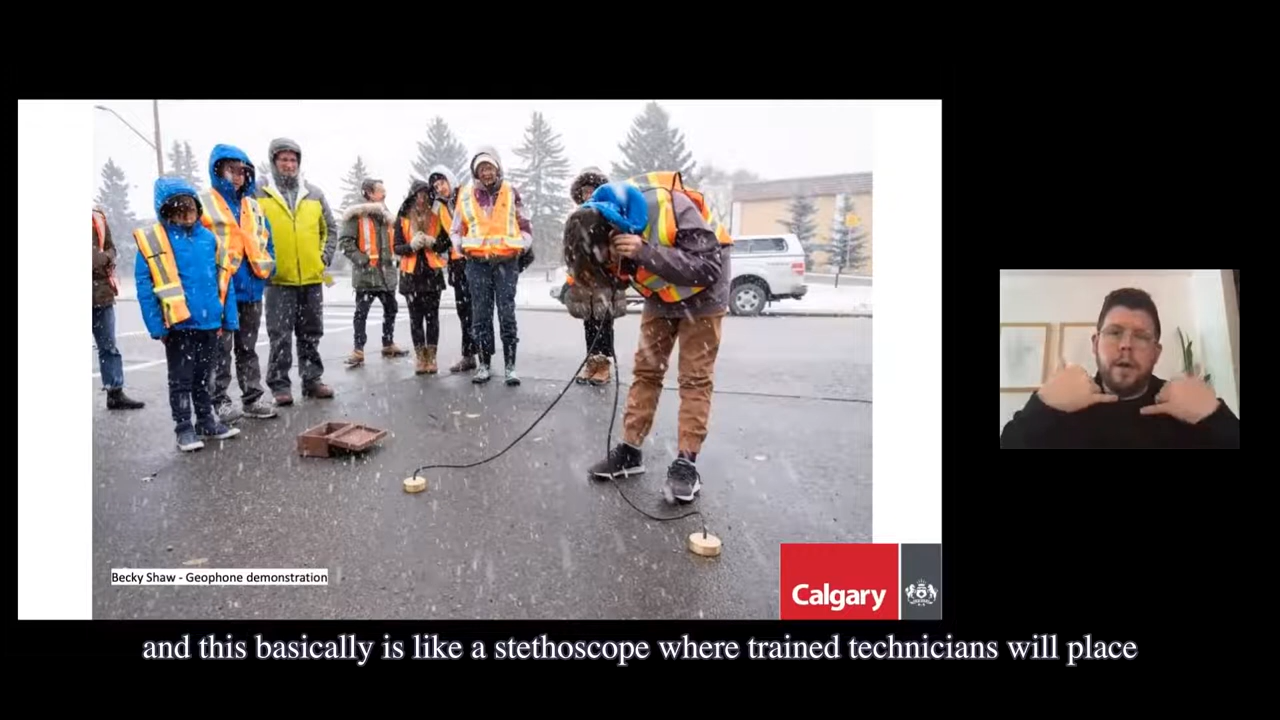 Becky Shaw - Geophone demonstration
Calgary
and this basically is like a stethoscope where trained technicians will place